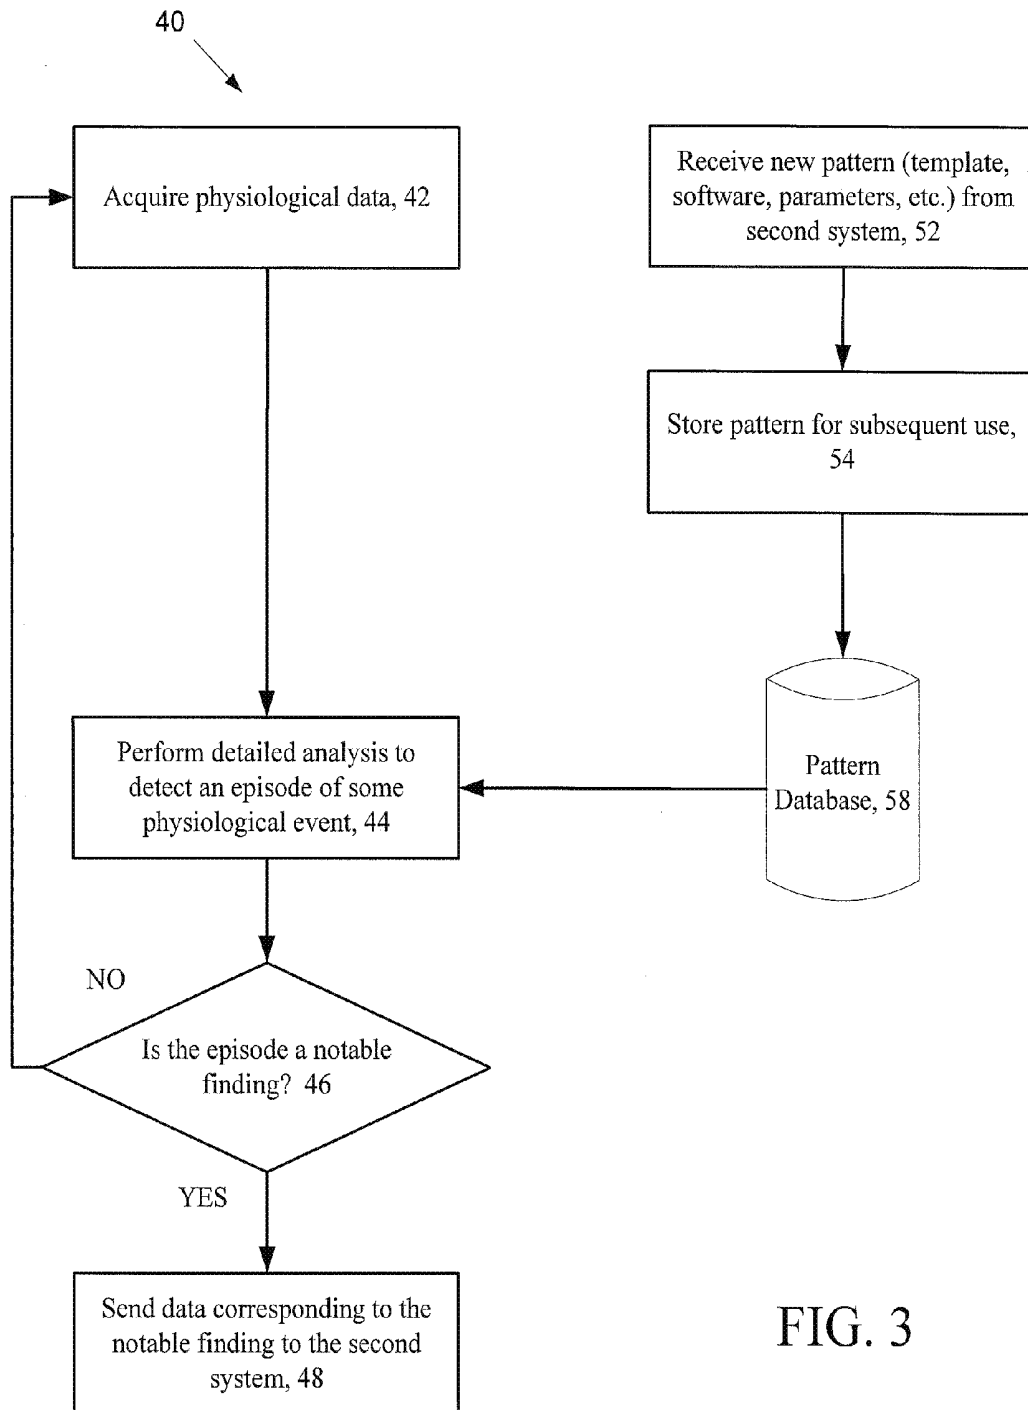 40
Acquire physiological data, 42
Receive new pattern (template,
software, parameters, etc.) from
second system, 52
Store pattern for subsequent use,
54
Perform detailed analysis to
detect an episode of some
physiological event, 44
Pattern
Database, 58
NO
Is the episode a notable
finding? 46
YES
Send data corresponding to the
notable finding to the second
system, 48
FIG. 3